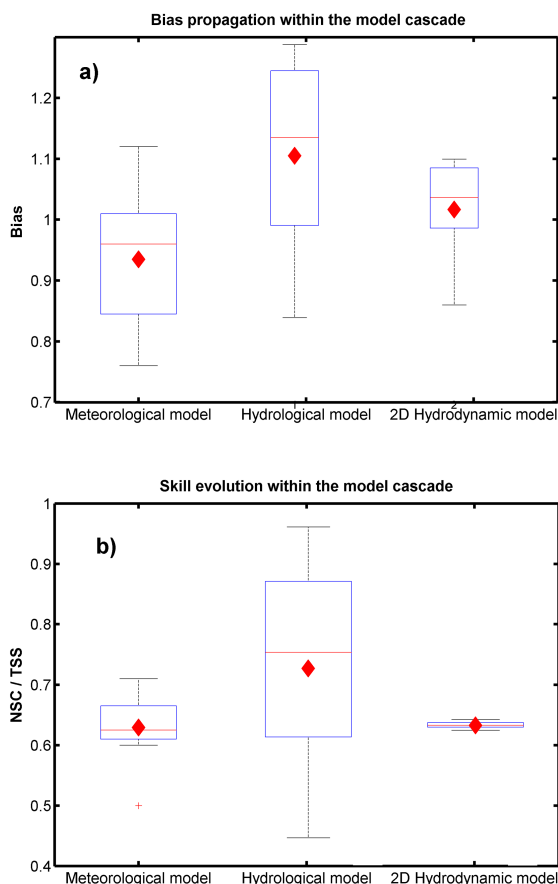 Bias propagation within the model cascade
a)
1.2
1.1
1
0.9
0.8
0.7
Bias
Meteorological model
Hydrological model
2D Hydrodynamic model
1
2
Skill evolution within the model cascade
b)
1
0.9
0.8
0.7
0.6
0.5
0.4
NSC / TSS
Meteorological model
Hydrological model
2D Hydrodynamic model